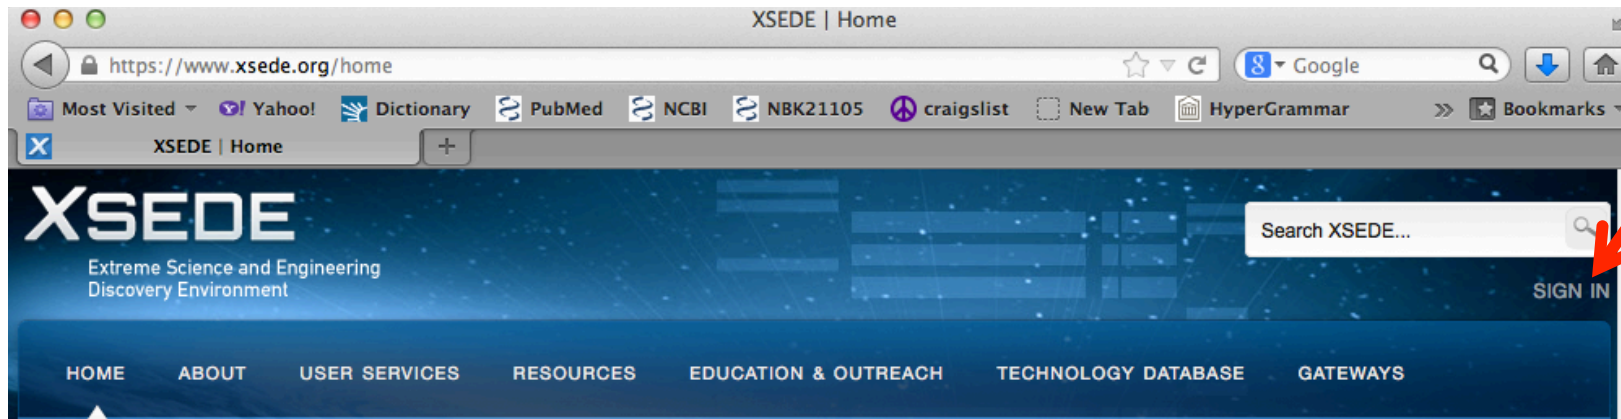 XSEDE | Home
https://www.xsede.org/home
8 Google
Most Visited Yahoo! Dictionary PubMed NCBI NBK21105 craigslist New Tab HyperGrammar >> Bookmarks
X XSEDE | Home +
XSEDE
Search XSEDE...
Extreme Science and Engineering
Discovery Environment
SIGN IN
HOME ABOUT USER SERVICES RESOURCES EDUCATION & OUTREACH TECHNOLOGY DATABASE GATEWAYS